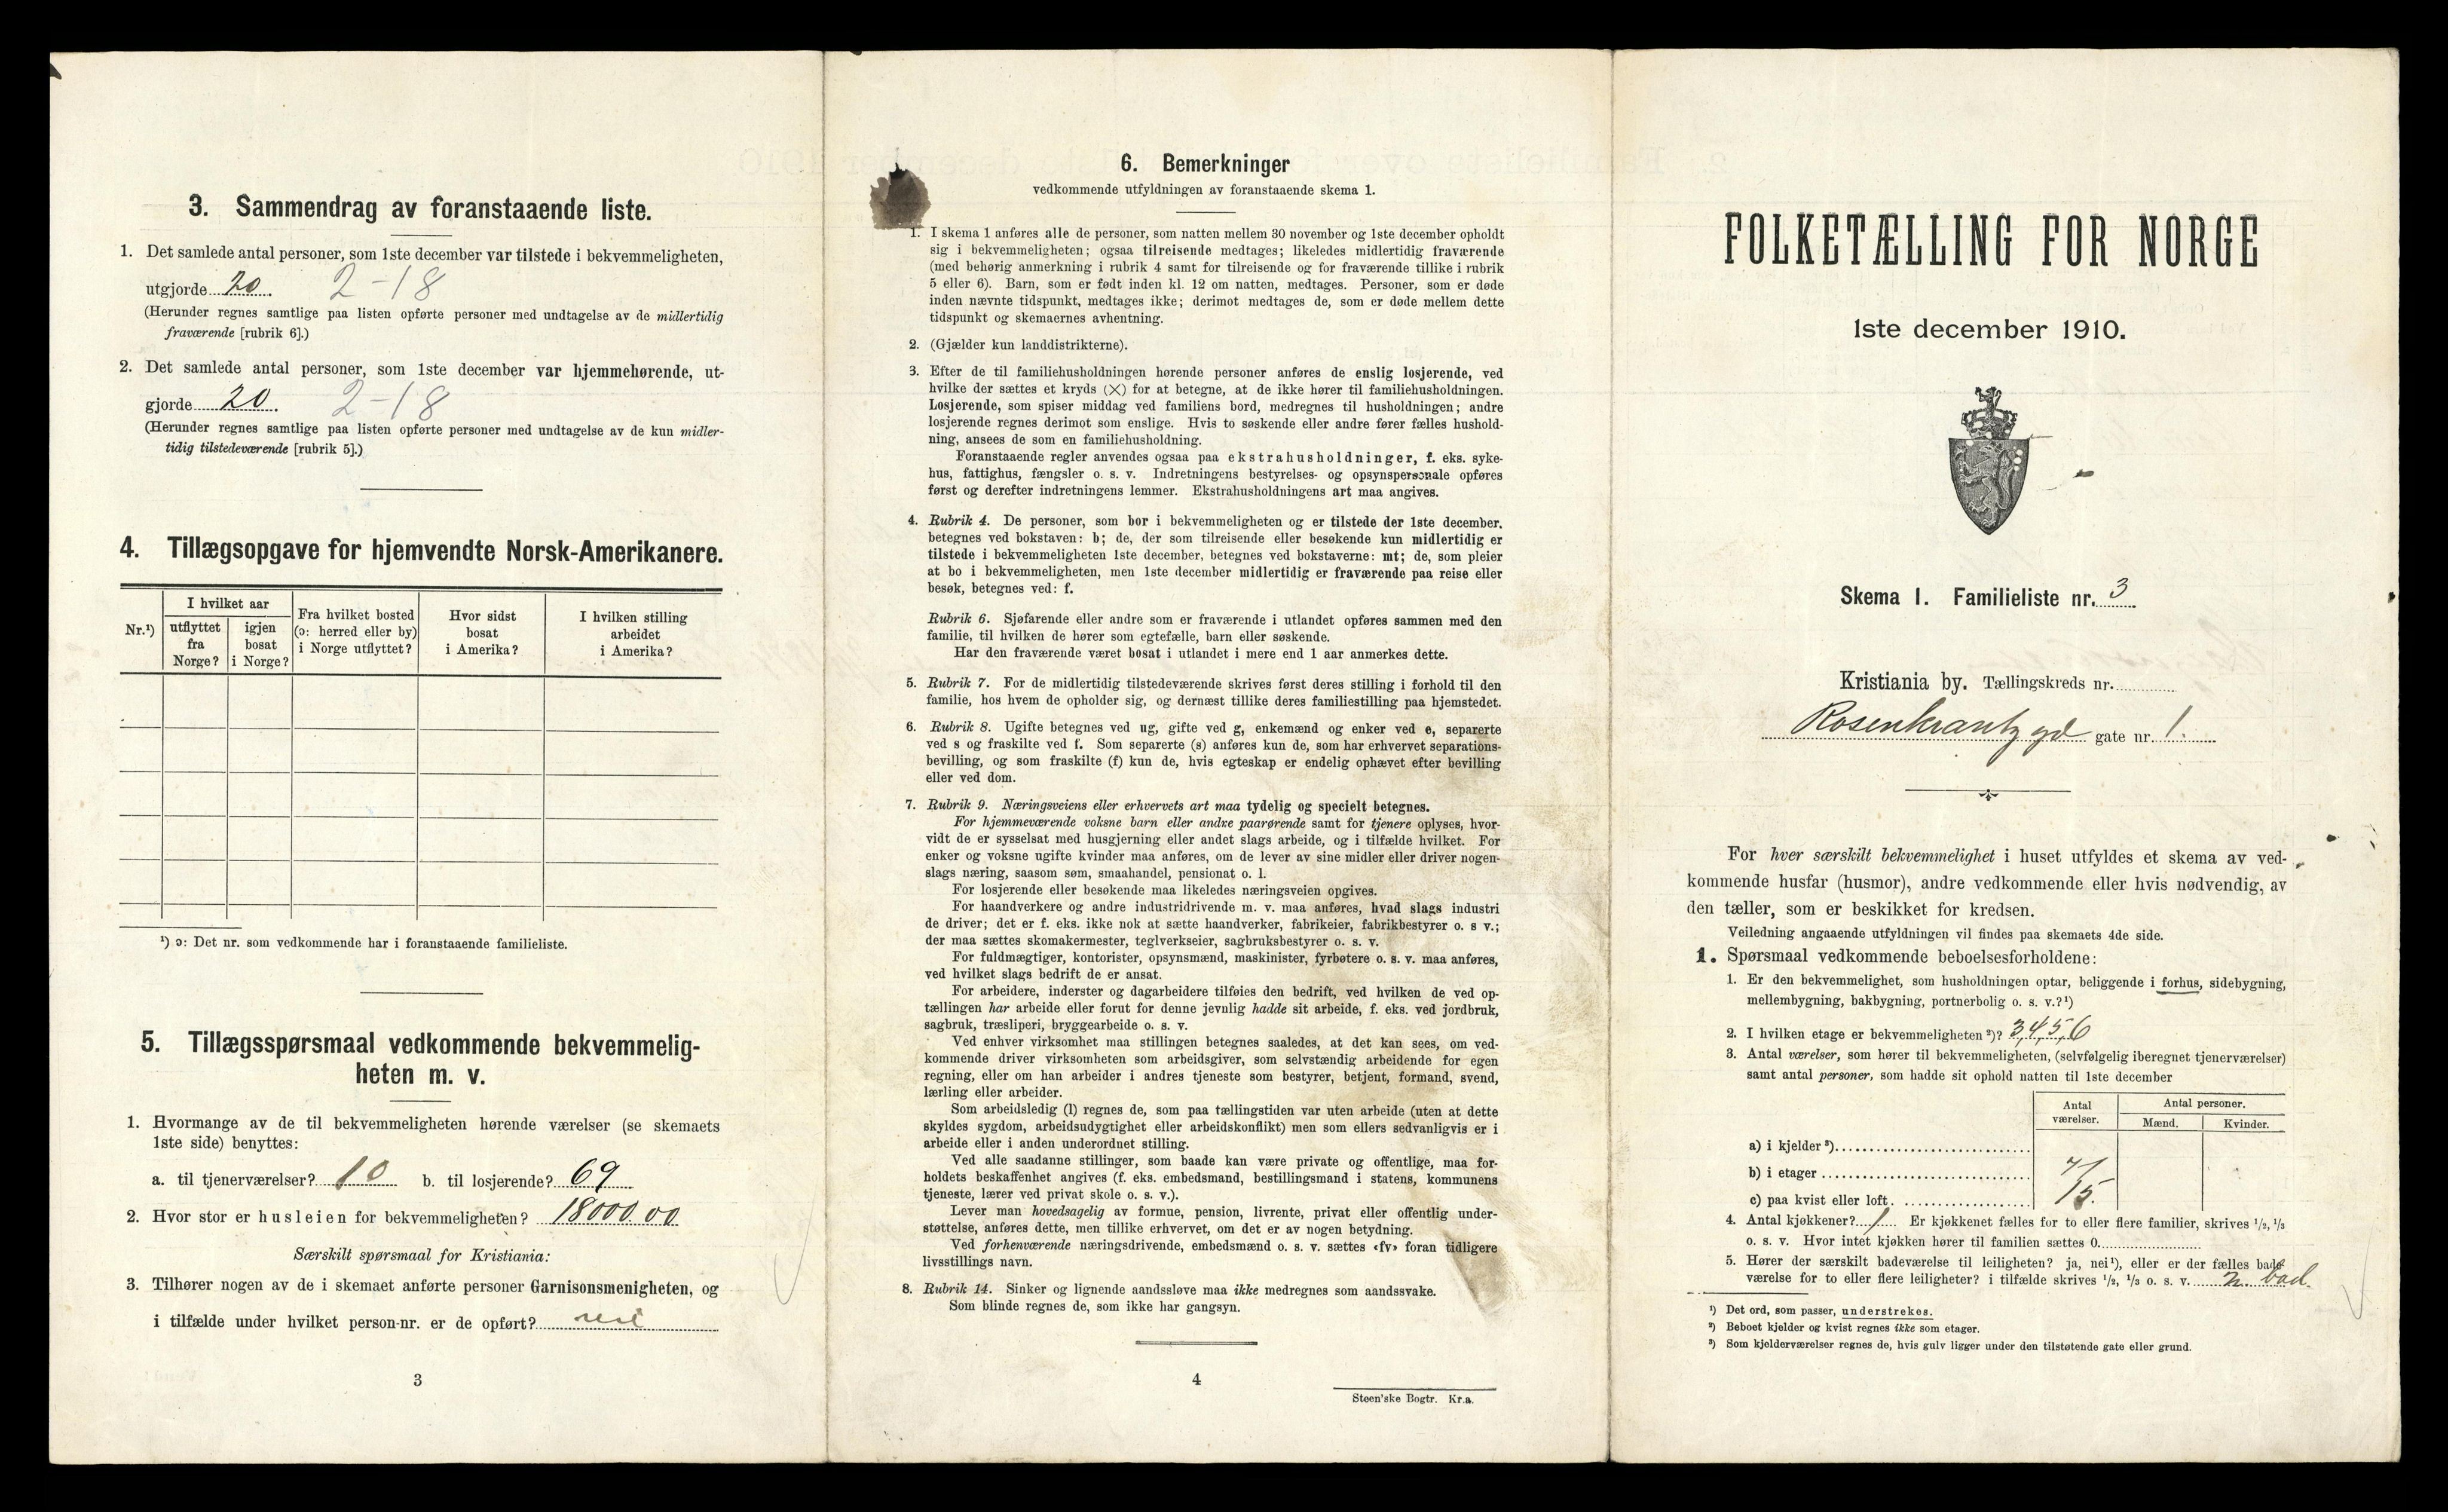 3. Sammendrag av foranstaaende liste.
1. Det samlede antal personer, som 1ste december var tilstede i bekvemmeligheten,
utgjorde 20. 2-18
(Herunder regnes samtlige paa listen opførte personer med undtagelse av de midlertidig
fraværende [rubrik 6].)
2. Det samlede antal personer, som 1ste december var hjemmehørende, ut-
gjorde 20. 2-18
(Herunder regnes samtlige paa listen opførte personer med undtagelse av de kun midler-
tidig tilstedeværende [rubrik 5].)
4. Tillægsopgave for hjemvendte Norsk-Amerikanere.
Nr.¹)
I hvilket aar
utflyttet
fra
Norge?
igjen
bosat
i Norge?
Fra hvilket bosted
(ɔ: herred eller by)
i Norge utflyttet?
Hvor sidst
bosat
i Amerika?
I hvilken stilling
arbeidet
i Amerika?
¹) ɔ: Det nr. som vedkommende har i foranstaaende familieliste.
5. Tillægsspørsmaal vedkommende bekvemmelig-
heten m. v.
1. Hvormange av de til bekvemmeligheten hørende værelser (se skemaets
1ste side) benyttes:
a. til tjenerværelser? 10 b. til losjerende? 69
2. Hvor stor er husleien for bekvemmeligheten? 18000.00
Særskilt spørsmaal for Kristiania:
3. Tilhører nogen av de i skemaet anførte personer Garnisonsmenigheten, og
i tilfælde under hvilket person-nr. er de opført? nei
3
6. Bemerkninger
vedkommende utfyldningen av foranstaaende skema 1.
1. I skema 1 anføres alle de personer, som natten mellem 30 november og 1ste december opholdt
sig i bekvemmeligheten; ogsaa tilreisende medtages; likeledes midlertidig fraværende
(med behørig anmerkning i rubrik 4 samt for tilreisende og for fraværende tillike i rubrik
5 eller 6). Barn, som er født inden kl. 12 om natten, medtages. Personer, som er døde
inden nævnte tidspunkt, medtages ikke; derimot medtages de, som er døde mellem dette
tidspunkt og skemaernes avhentning.
2. (Gjælder kun landdistrikterne).
3. Efter de til familiehusholdningen hørende personer anføres de enslig losjerende, ved
hvilke der sættes et kryds (×) for at betegne, at de ikke hører til familiehusholdningen.
Losjerende, som spiser middag ved familiens bord, medregnes til husholdningen; andre
losjerende regnes derimot som enslige. Hvis to søskende eller andre fører fælles hushold-
ning, ansees de som en familiehusholdning.
Foranstaaende regler anvendes ogsaa paa ekstrahusholdninger, f. eks. syke-
hus, fattighus, fængsler o. s. v. Indretningens bestyrelses- og opsynspersonale opføres
først og derefter indretningens lemmer. Ekstrahusholdningens art maa angives.
4. Rubrik 4. De personer, som bor i bekvemmeligheten og er tilstede der 1ste december,
betegnes ved bokstaven: b; de, der som tilreisende eller besøkende kun midlertidig er
tilstede i bekvemmeligheten 1ste december, betegnes ved bokstaverne: mt; de, som pleier
at bo i bekvemmeligheten, men 1ste december midlertidig er fraværende paa reise eller
besøk, betegnes ved: f.
Rubrik 6. Sjøfarende eller andre som er fraværende i utlandet opføres sammen med den
familie, til hvilken de hører som egtefælle, barn eller søskende.
Har den fraværende været bosat i utlandet i mere end 1 aar anmerkes dette.
5. Rubrik 7. For de midlertidig tilstedeværende skrives først deres stilling i forhold til den
familie, hos hvem de opholder sig, og dernæst tillike deres familiestilling paa hjemstedet.
6. Rubrik 8. Ugifte betegnes ved ug, gifte ved g, enkemænd og enker ved e, separerte
ved s og fraskilte ved f. Som separerte (s) anføres kun de, som har erhvervet separations-
bevilling, og som fraskilte (f) kun de, hvis egteskap er endelig ophævet efter bevilling
eller ved dom.
7. Rubrik 9. Næringsveiens eller erhvervets art maa tydelig og specielt betegnes.
For hjemmeværende voksne barn eller andre paarørende samt for tjenere oplyses, hvor-
vidt de er sysselsat med husgjerning eller andet slags arbeide, og i tilfælde hvilket. For
enker og voksne ugifte kvinder maa anføres, om de lever av sine midler eller driver nogen-
slags næring, saasom søm, smaahandel, pensionat o. l.
For losjerende eller besøkende maa likeledes næringsveien opgives.
For haandverkere og andre industridrivende m. v. maa anføres, hvad slags industri
de driver; det er f. eks. ikke nok at sætte haandverker, fabrikeier, fabrikbestyrer o. s v.;
der maa sættes skomakermester, teglverkseier, sagbruksbestyrer o. s. v.
For fuldmægtiger, kontorister, opsynsmænd, maskinister, fyrbøtere o. s. v. maa anføres,
ved hvilket slags bedrift de er ansat.
For arbeidere, inderster og dagarbeidere tilføies den bedrift, ved hvilken de ved op-
tællingen har arbeide eller forut for denne jevnlig hadde sit arbeide, f. eks. ved jordbruk,
sagbruk, træsliperi, bryggearbeide o. s. v.
Ved enhver virksomhet maa stillingen betegnes saaledes, at det kan sees, om ved-
kommende driver virksomheten som arbeidsgiver, som selvstændig arbeidende for egen
regning, eller om han arbeider i andres tjeneste som bestyrer, betjent, formand, svend,
lærling eller arbeider.
Som arbeidsledig (l) regnes de, som paa tællingstiden var uten arbeide (uten at dette
skyldes sygdom, arbeidsudygtighet eller arbeidskonflikt) men som ellers sedvanligvis er i
arbeide eller i anden underordnet stilling.
Ved alle saadanne stillinger, som baade kan være private og offentlige, maa for-
holdets beskaffenhet angives (f. eks. embedsmand, bestillingsmand i statens, kommunens
tjeneste, lærer ved privat skole o. s. v.).
Lever man hovedsagelig av formue, pension, livrente, privat eller offentlig under-
støttelse, anføres dette, men tillike erhvervet, om det er av nogen betydning.
Ved forhenværende næringsdrivende, embedsmænd o. s. v. sættes «fv» foran tidligere
livsstillings navn.
8. Rubrik 14. Sinker og lignende aandssløve maa ikke medregnes som aandssvake.
Som blinde regnes de, som ikke har gangsyn.
4
Steen'ske Bogtr. Kr.a.
FOLKETÆLLING FOR NORGE
1ste december 1910.
Skema 1. Familieliste nr. 3
Kristiania by. Tællingskreds nr.
Rosenkrantz gd gate nr. 1.
For hver særskilt bekvemmelighet i huset utfyldes et skema av ved-
kommende husfar (husmor), andre vedkommende eller hvis nødvendig, av
den tæller, som er beskikket for kredsen.
Veiledning angaaende utfyldningen vil findes paa skemaets 4de side.
1. Spørsmaal vedkommende beboelsesforholdene:
1. Er den bekvemmelighet, som husholdningen optar, beliggende i forhus, sidebygning,
mellembygning, bakbygning, portnerbolig o. s. v.?¹)
2. I hvilken etage er bekvemmeligheten²)? 3,4,5,6
3. Antal værelser, som hører til bekvemmeligheten, (selvfølgelig iberegnet tjenerværelser)
samt antal personer, som hadde sit ophold natten til 1ste december
Antal
værelser.
Antal personer.
Mænd. Kvinder.
a) i kjelder³)
b) i etager 71
c) paa kvist eller loft 15.
4. Antal kjøkkener? 1 Er kjøkkenet fælles for to eller flere familier, skrives ¹/₂, ¹/₃
o. s. v. Hvor intet kjøkken hører til familien sættes 0.
5. Hører der særskilt badeværelse til leiligheten? ja, nei¹), eller er der fælles bade
værelse for to eller flere leiligheter? i tilfælde skrives ¹/₂, ¹/₃ o. s. v. 2 bad.
¹) Det ord, som passer, understrekes.
²) Beboet kjelder og kvist regnes ikke som etager.
³) Som kjelderværelser regnes de, hvis gulv ligger under den tilstøtende gate eller grund.